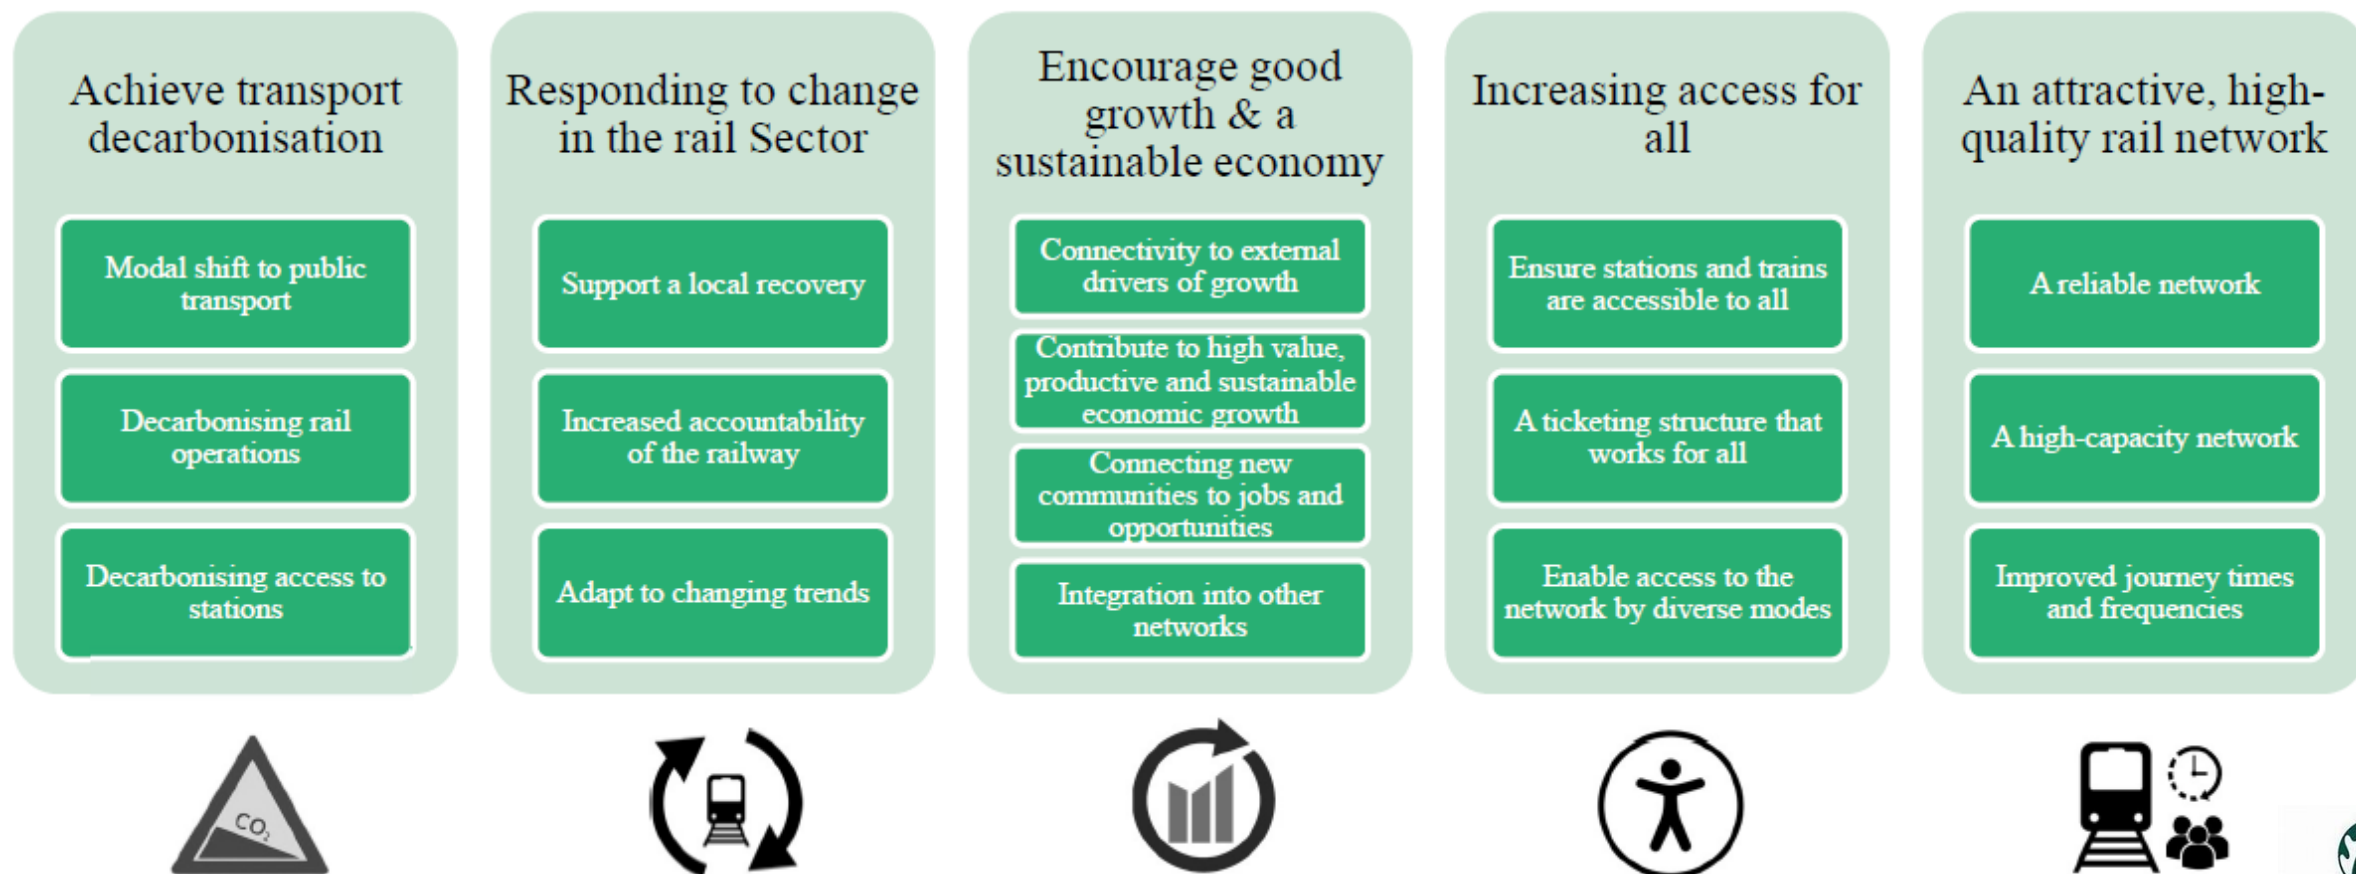 Achieve transport
decarbonisation
Modal shift to public
transport
Decarbonising rail
operations
Decarbonising access to
stations
CO2
Responding to change
in the rail Sector
Support a local recovery
Increased accountability
of the railway
Adapt to changing trends
Encourage good
growth & a
sustainable economy
Connectivity to external
drivers of growth
Contribute to high value,
productive and sustainable
economic growth
Connecting new
communities to jobs and
opportunities
Integration into other
networks
Increasing access for
all
Ensure stations and trains
are accessible to all
A ticketing structure that
works for all
Enable access to the
network by diverse modes
An attractive, high-
quality rail network
A reliable network
A high-capacity network
Improved journey times
and frequencies